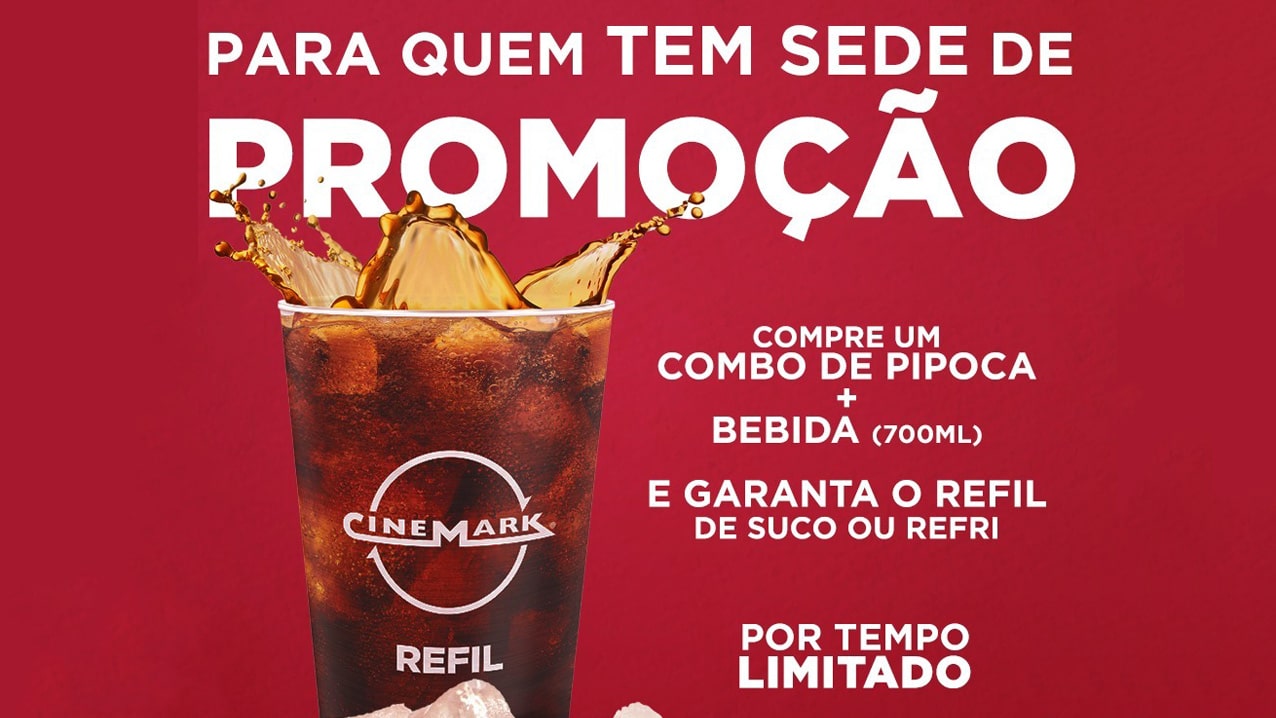 PARA QUEM TEM SEDE DE
PROMOÇÃO
COMPRE UM
COMBO DE PIPOCA
+
BEBIDA (700ML)
E GARANTA O REFIL
DE SUCO OU REFRI
CINEMARK
REFIL
POR TEMPO
LIMITADO